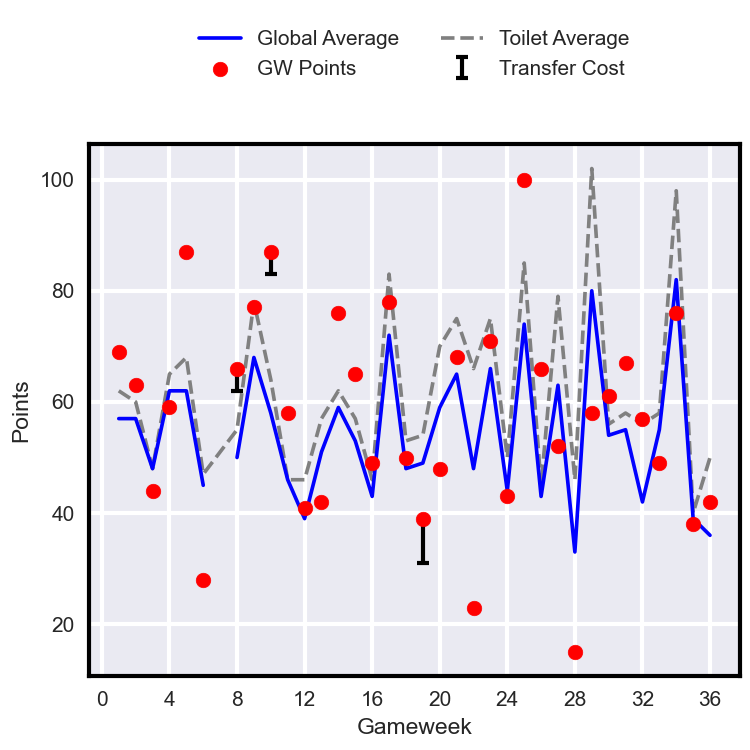 Global Average
Toilet Average
GW Points
Transfer Cost
100
80
60
40
20
Points
0 4 8 12 16 20 24 28 32 36
Gameweek